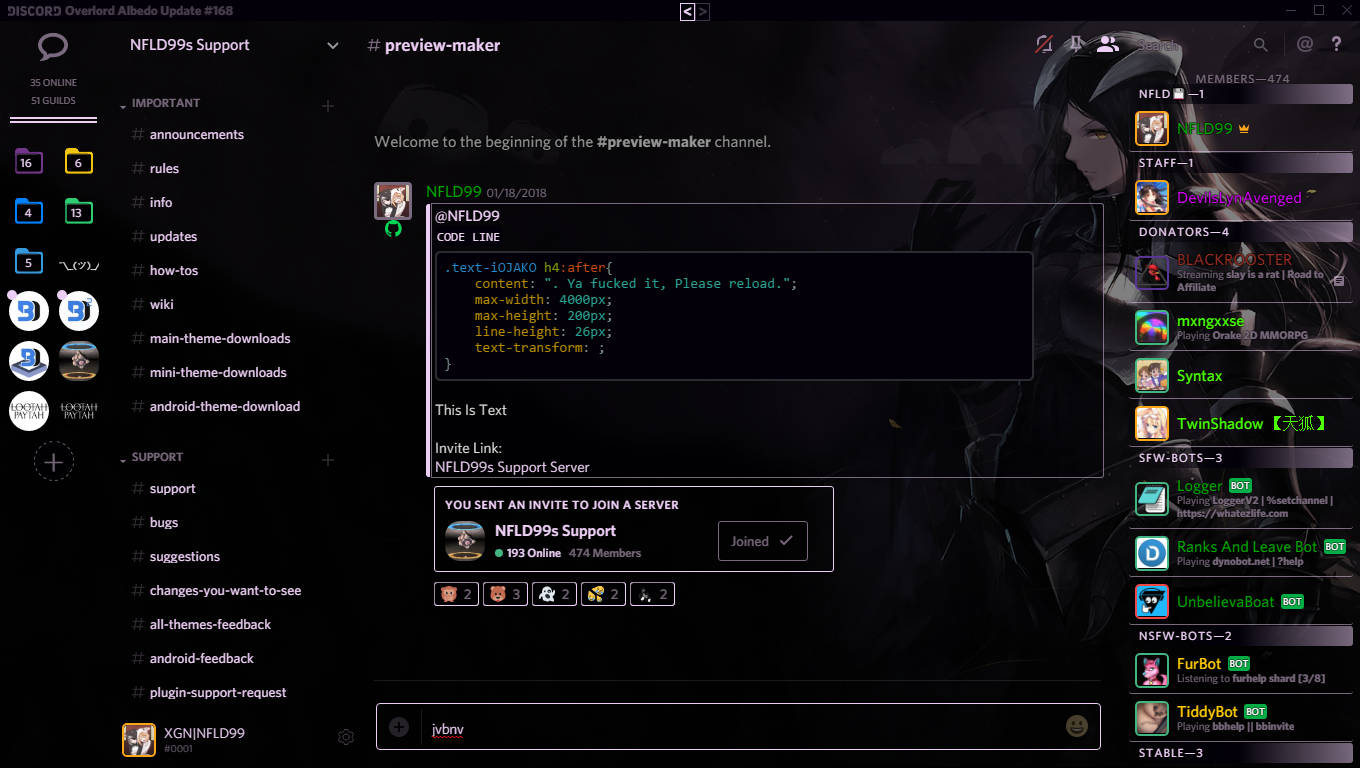 DISCORD Overlord Albedo Update #168
< >
35 ONLINE
51 GUILDS
16
6
4
13
5
¯\_(ツ)_/¯
LOOTAH PAYTAH
LOOTAH PAYTAH
NFLD99s Support
IMPORTANT
# announcements
# rules
# info
# updates
# how-tos
# wiki
# main-theme-downloads
# mini-theme-downloads
# android-theme-download
SUPPORT
# support
# bugs
# suggestions
# changes-you-want-to-see
# all-themes-feedback
# android-feedback
# plugin-support-request
XGN|NFLD99
#0001
# preview-maker
Search
Welcome to the beginning of the #preview-maker channel.
NFLD99 01/18/2018
@NFLD99
CODE LINE
.text-iOJAKO h4:after{
content: ". Ya fucked it, Please reload.";
max-width: 4000px;
max-height: 200px;
line-height: 26px;
text-transform: ;
}
This Is Text
Invite Link:
NFLD99s Support Server
YOU SENT AN INVITE TO JOIN A SERVER
NFLD99s Support
193 Online 474 Members
Joined
2
3
2
2
2
jvbnv
MEMBERS—474
NFLD💾—1
NFLD99
STAFF—1
DevilsLynAvenged
DONATORS—4
BLACKROOSTER
Streaming slay is a rat | Road to
Affiliate
mxngxxse
Playing Orake 2D MMORPG
Syntax
TwinShadow 【天狐】
SFW-BOTS—3
Logger BOT
Playing LoggerV2 | %setchannel |
https://whatezlife.com
Ranks And Leave Bot BOT
Playing dynobot.net | ?help
UnbelievaBoat BOT
NSFW-BOTS—2
FurBot BOT
Listening to furhelp shard [3/8]
TiddyBot BOT
Playing bbhelp || bbinvite
STABLE—3